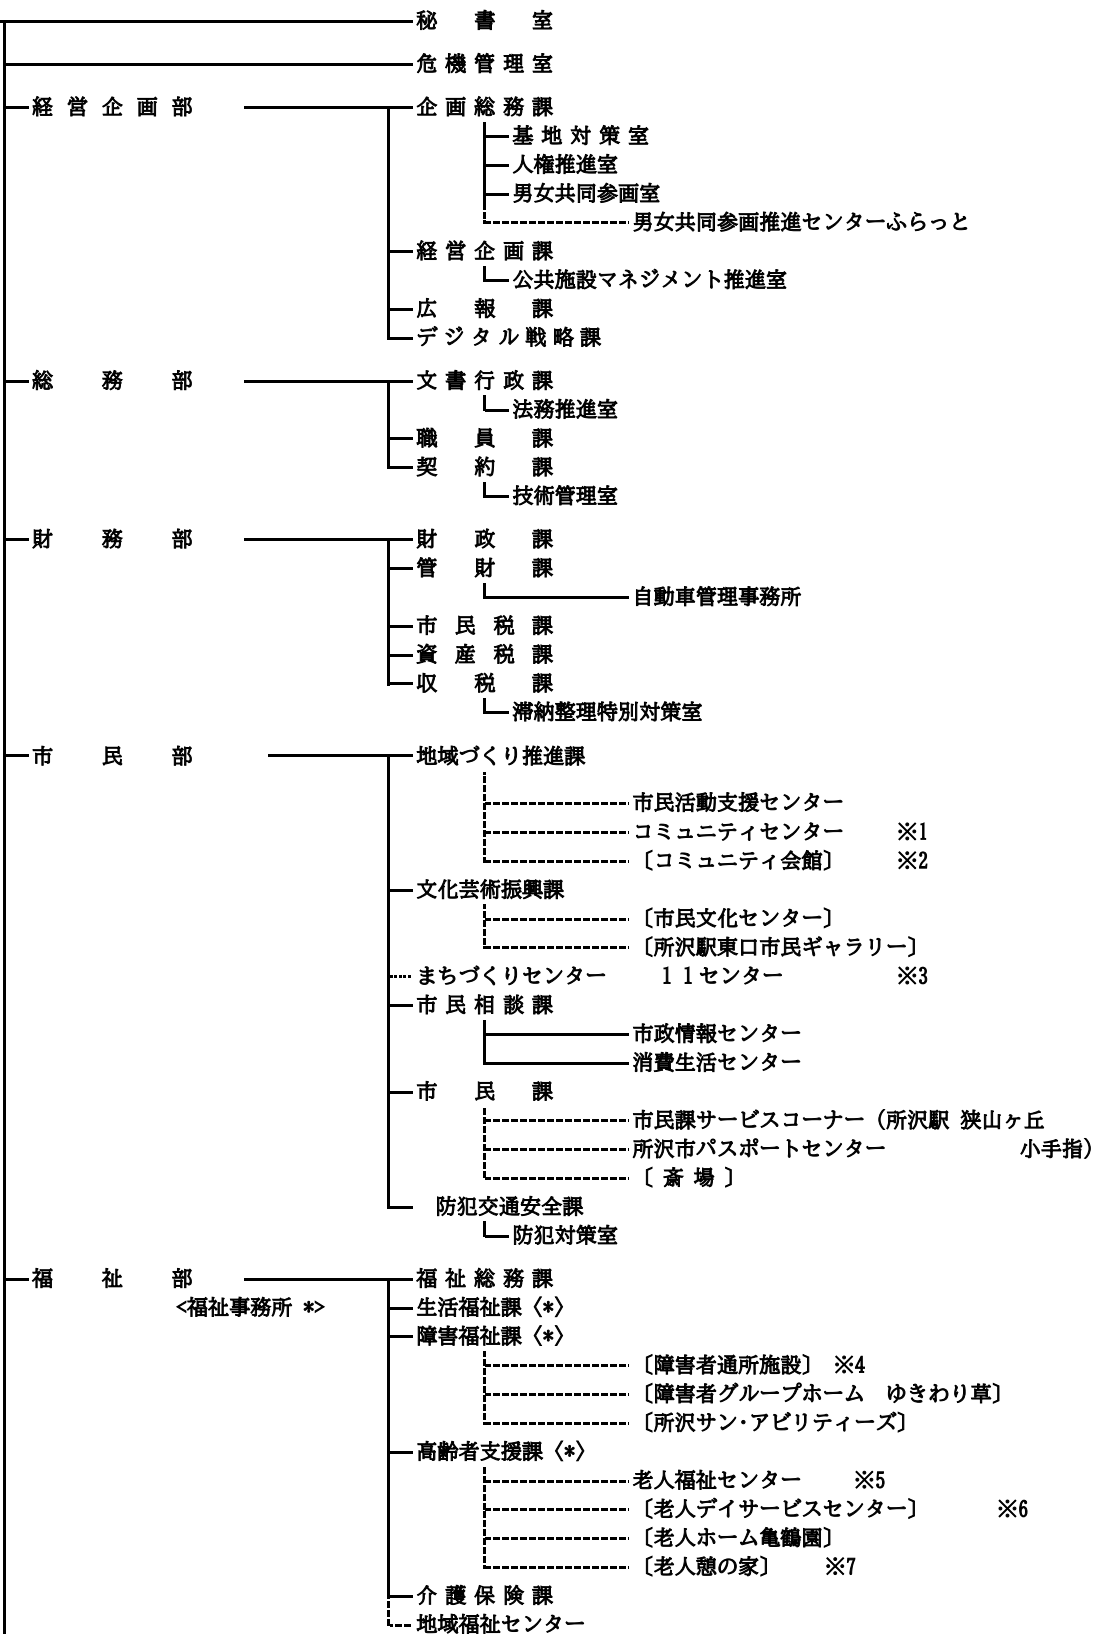 秘書室
危機管理室
経営企画部 企画総務課
基地対策室
人権推進室
男女共同参画室
男女共同参画推進センターふらっと
経営企画課
公共施設マネジメント推進室
広報課
デジタル戦略課
総務部 文書行政課
法務推進室
職員課
契約課
技術管理室
財務部 財政課
管財課
自動車管理事務所
市民税課
資産税課
収税課
滞納整理特別対策室
市民部 地域づくり推進課
市民活動支援センター
コミュニティセンター ※1
〔コミュニティ会館〕 ※2
文化芸術振興課
〔市民文化センター〕
〔所沢駅東口市民ギャラリー〕
まちづくりセンター 11センター ※3
市民相談課
市政情報センター
消費生活センター
市民課
市民課サービスコーナー（所沢駅 狭山ヶ丘
所沢市パスポートセンター 小手指）
〔斎場〕
防犯交通安全課
防犯対策室
福祉部 福祉総務課
<福祉事務所 *> 生活福祉課〈*〉
障害福祉課〈*〉
〔障害者通所施設〕 ※4
〔障害者グループホーム ゆきわり草〕
〔所沢サン・アビリティーズ〕
高齢者支援課〈*〉
老人福祉センター ※5
〔老人デイサービスセンター〕 ※6
〔老人ホーム亀鶴園〕
〔老人憩の家〕 ※7
介護保険課
地域福祉センター